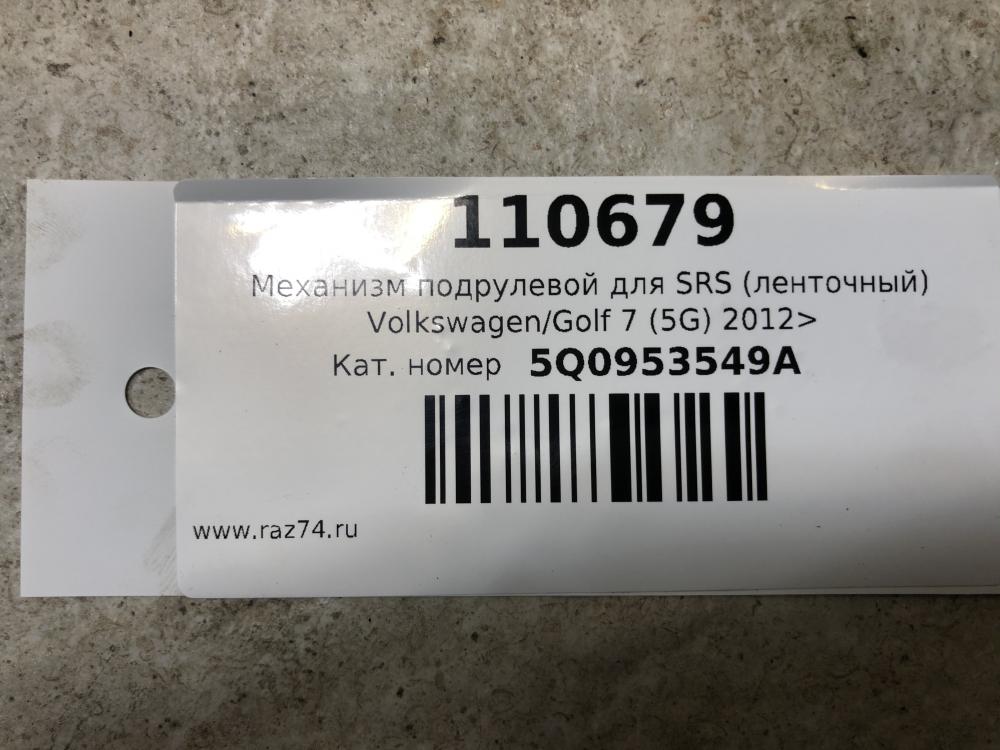 110679
Механизм подрулевой для SRS (ленточный)
Volkswagen/Golf 7 (5G) 2012>
Кат. номер 5Q0953549A
www.raz74.ru